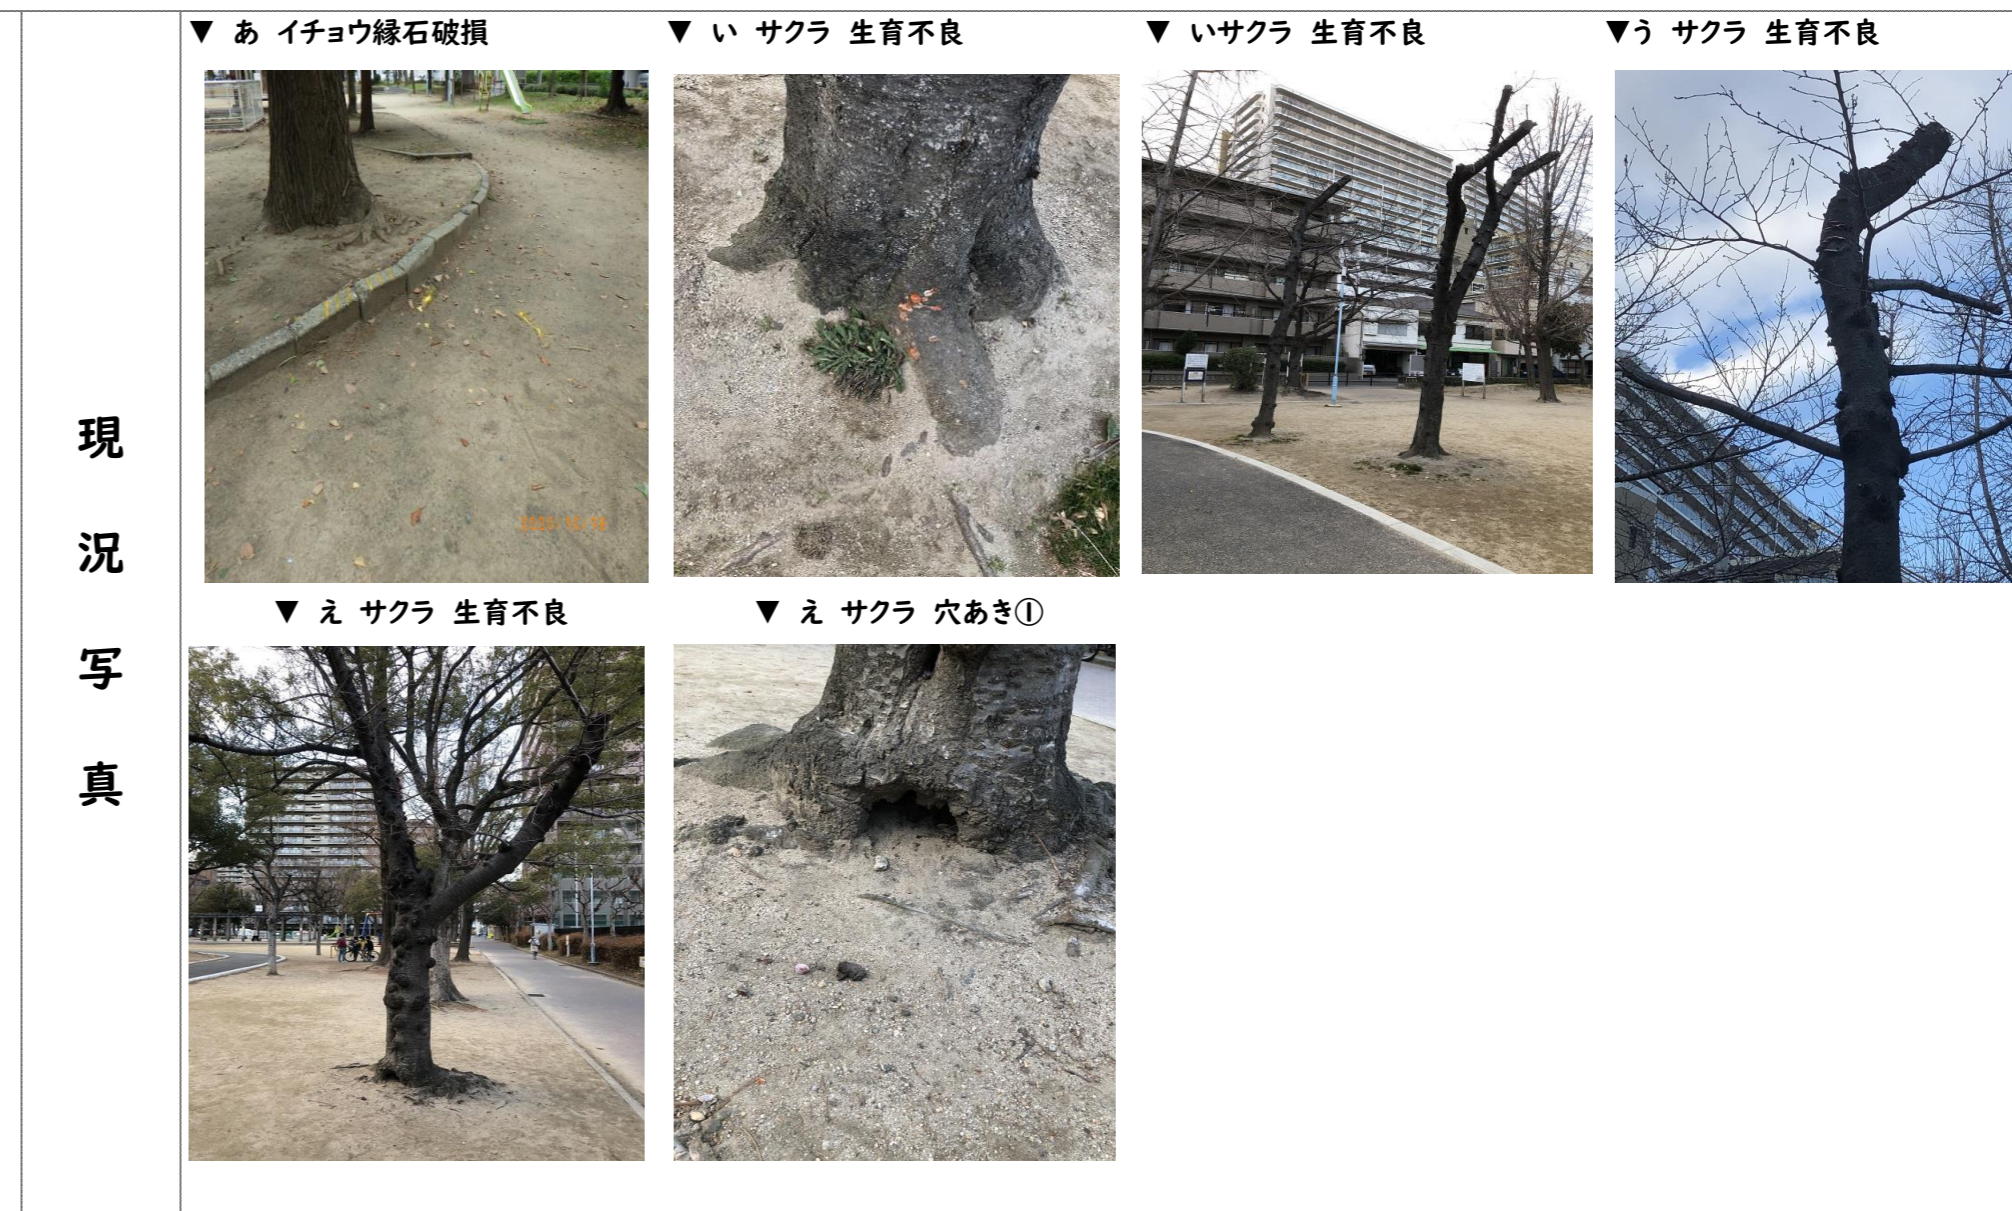 ▼ あ イチョウ縁石破損
▼ い サクラ 生育不良
▼ いサクラ 生育不良
▼う サクラ 生育不良
現況写真
▼ え サクラ 生育不良
▼ え サクラ 穴あき①